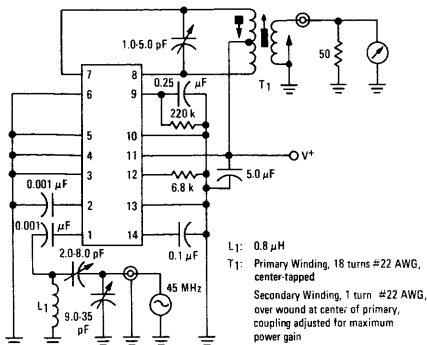 1.0-5.0 pF
50
T1
7
8
6
9
0.25
μF
220 k
5
10
4
11
V+
3
12
5.0 μF
6.8 k
0.001 μF
2
13
0.001
μF
1
14
0.1 μF
2.0-8.0 pF
L1
9.0-35
pF
45 MHz
L1: 0.8 μH
T1: Primary Winding, 18 turns #22 AWG,
center-tapped
Secondary Winding, 1 turn #22 AWG,
over wound at center of primary,
coupling adjusted for maximum
power gain